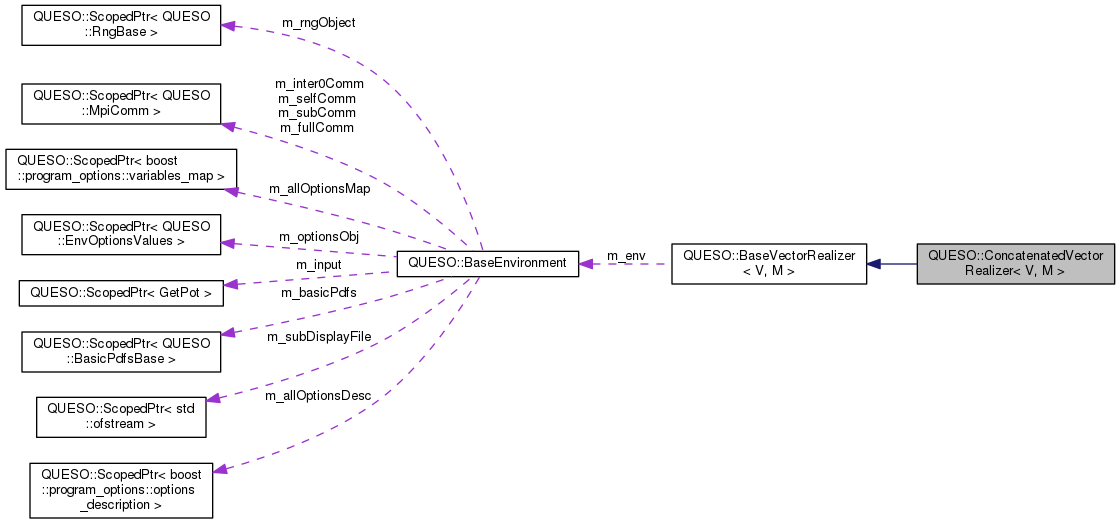 QUESO::ScopedPtr< QUESO
::RngBase >
m_rngObject
QUESO::ScopedPtr< QUESO
::MpiComm >
m_inter0Comm
m_selfComm
m_subComm
m_fullComm
QUESO::ScopedPtr< boost
::program_options::variables_map >
m_allOptionsMap
QUESO::ScopedPtr< QUESO
::EnvOptionsValues >
m_optionsObj
QUESO::ScopedPtr< GetPot >
m_input
QUESO::ScopedPtr< QUESO
::BasicPdfsBase >
m_basicPdfs
QUESO::ScopedPtr< std
::ofstream >
m_subDisplayFile
QUESO::ScopedPtr< boost
::program_options::options
_description >
m_allOptionsDesc
QUESO::BaseEnvironment
m_env
QUESO::BaseVectorRealizer
< V, M >
QUESO::ConcatenatedVector
Realizer< V, M >